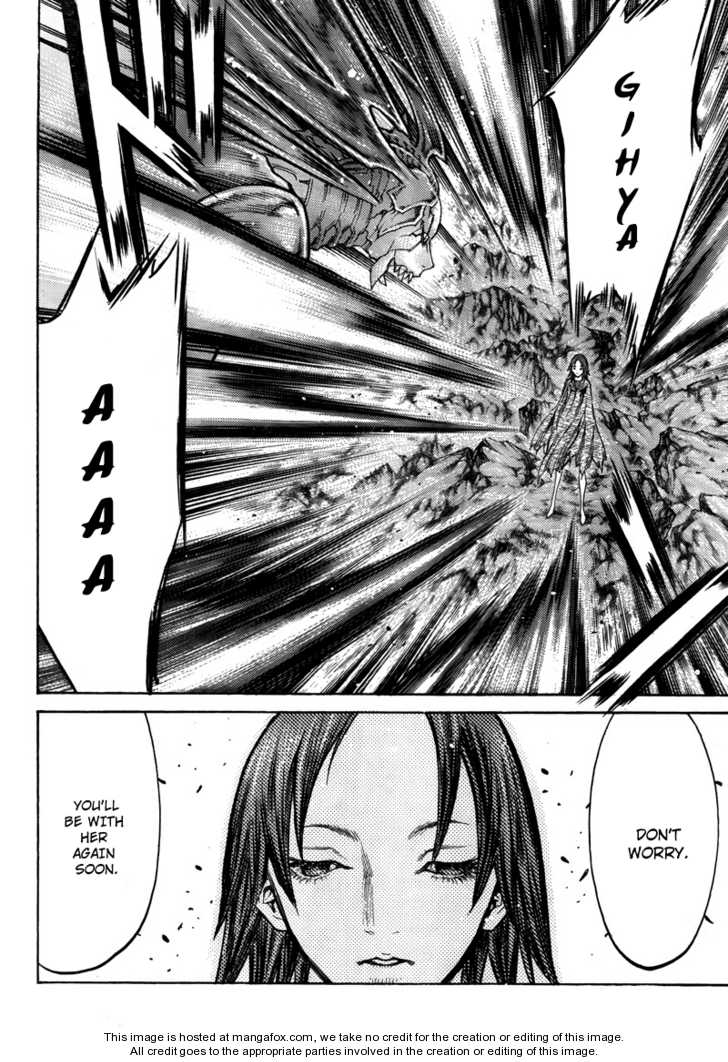 GIHYA
AAAA
DON'T
WORRY.
YOU'LL
BE WITH
HER
AGAIN
SOON.
This image is hosted at mangafox.com, we take no credit for the creation or editing of this image.
All credit goes to the appropriate parties involved in the creation or editing of this image.